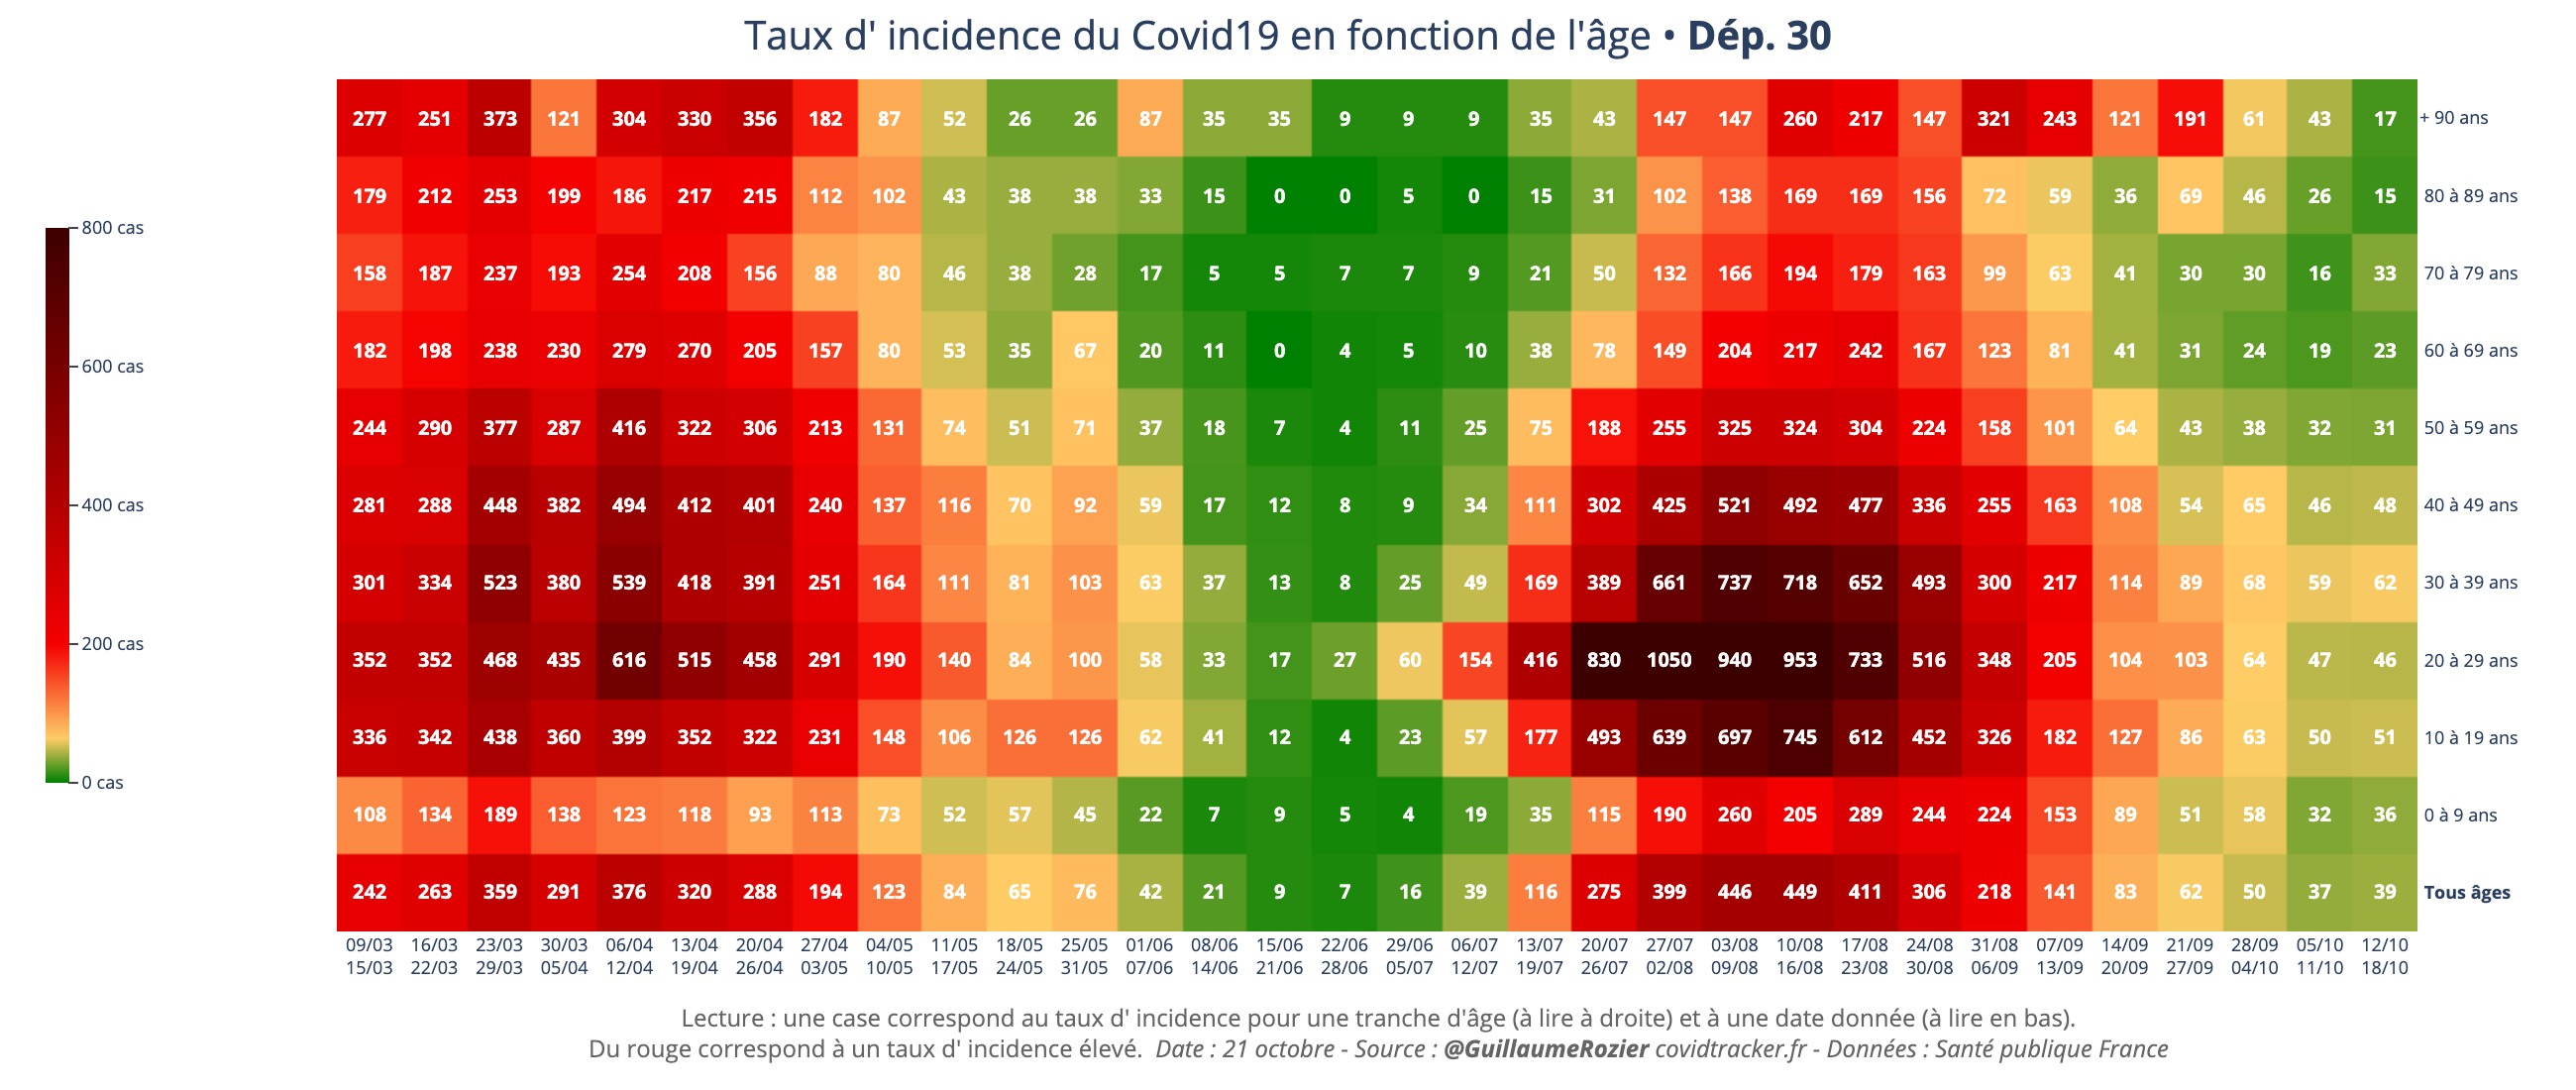 Taux d' incidence du Covid19 en fonction de l'âge • Dép. 30
277 251 373 121 304 330 356 182 87 52 26 26 87 35 35 9 9 9 35 43 147 147 260 217 147 321 243 121 191 61 43 17 + 90 ans
179 212 253 199 186 217 215 112 102 43 38 38 33 15 0 0 5 0 15 31 102 138 169 169 156 72 59 36 69 46 26 15 80 à 89 ans
800 cas
158 187 237 193 254 208 156 88 80 46 38 28 17 5 5 7 7 9 21 50 132 166 194 179 163 99 63 41 30 30 16 33 70 à 79 ans
182 198 238 230 279 270 205 157 80 53 35 67 20 11 0 4 5 10 38 78 149 204 217 242 167 123 81 41 31 24 19 23 60 à 69 ans
600 cas
244 290 377 287 416 322 306 213 131 74 51 71 37 18 7 4 11 25 75 188 255 325 324 304 224 158 101 64 43 38 32 31 50 à 59 ans
400 cas
281 288 448 382 494 412 401 240 137 116 70 92 59 17 12 8 9 34 111 302 425 521 492 477 336 255 163 108 54 65 46 48 40 à 49 ans
301 334 523 380 539 418 391 251 164 111 81 103 63 37 13 8 25 49 169 389 661 737 718 652 493 300 217 114 89 68 59 62 30 à 39 ans
200 cas
352 352 468 435 616 515 458 291 190 140 84 100 58 33 17 27 60 154 416 830 1050 940 953 733 516 348 205 104 103 64 47 46 20 à 29 ans
336 342 438 360 399 352 322 231 148 106 126 126 62 41 12 4 23 57 177 493 639 697 745 612 452 326 182 127 86 63 50 51 10 à 19 ans
0 cas
108 134 189 138 123 118 93 113 73 52 57 45 22 7 9 5 4 19 35 115 190 260 205 289 244 224 153 89 51 58 32 36 0 à 9 ans
242 263 359 291 376 320 288 194 123 84 65 76 42 21 9 7 16 39 116 275 399 446 449 411 306 218 141 83 62 50 37 39 Tous âges
09/03 16/03 23/03 30/03 06/04 13/04 20/04 27/04 04/05 11/05 18/05 25/05 01/06 08/06 15/06 22/06 29/06 06/07 13/07 20/07 27/07 03/08 10/08 17/08 24/08 31/08 07/09 14/09 21/09 28/09 05/10 12/10
15/03 22/03 29/03 05/04 12/04 19/04 26/04 03/05 10/05 17/05 24/05 31/05 07/06 14/06 21/06 28/06 05/07 12/07 19/07 26/07 02/08 09/08 16/08 23/08 30/08 06/09 13/09 20/09 27/09 04/10 11/10 18/10
Lecture : une case correspond au taux d' incidence pour une tranche d'âge (à lire à droite) et à une date donnée (à lire en bas).
Du rouge correspond à un taux d' incidence élevé. Date : 21 octobre - Source : @GuillaumeRozier covidtracker.fr - Données : Santé publique France